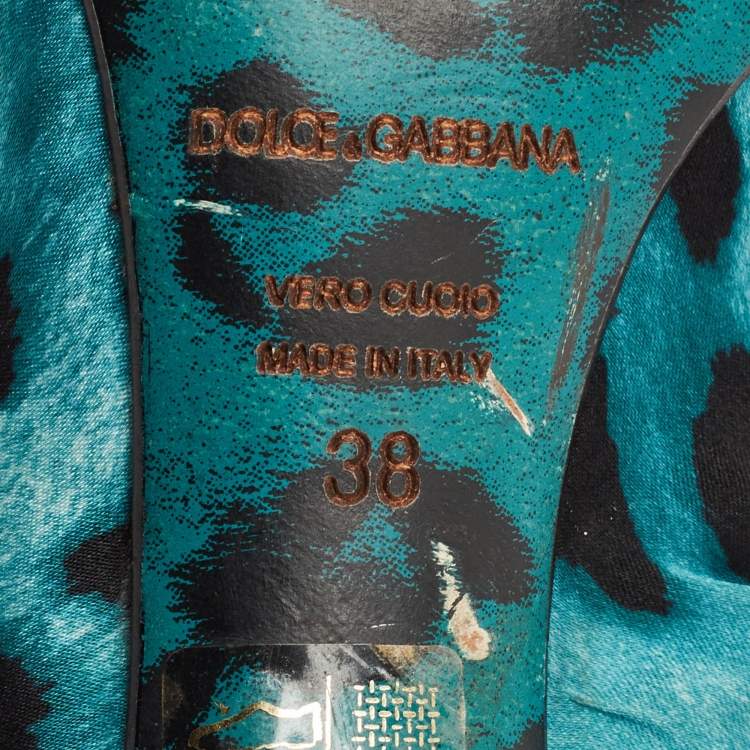 DOLCE & GABBANA
VERO CUOIO
MADE IN ITALY
38